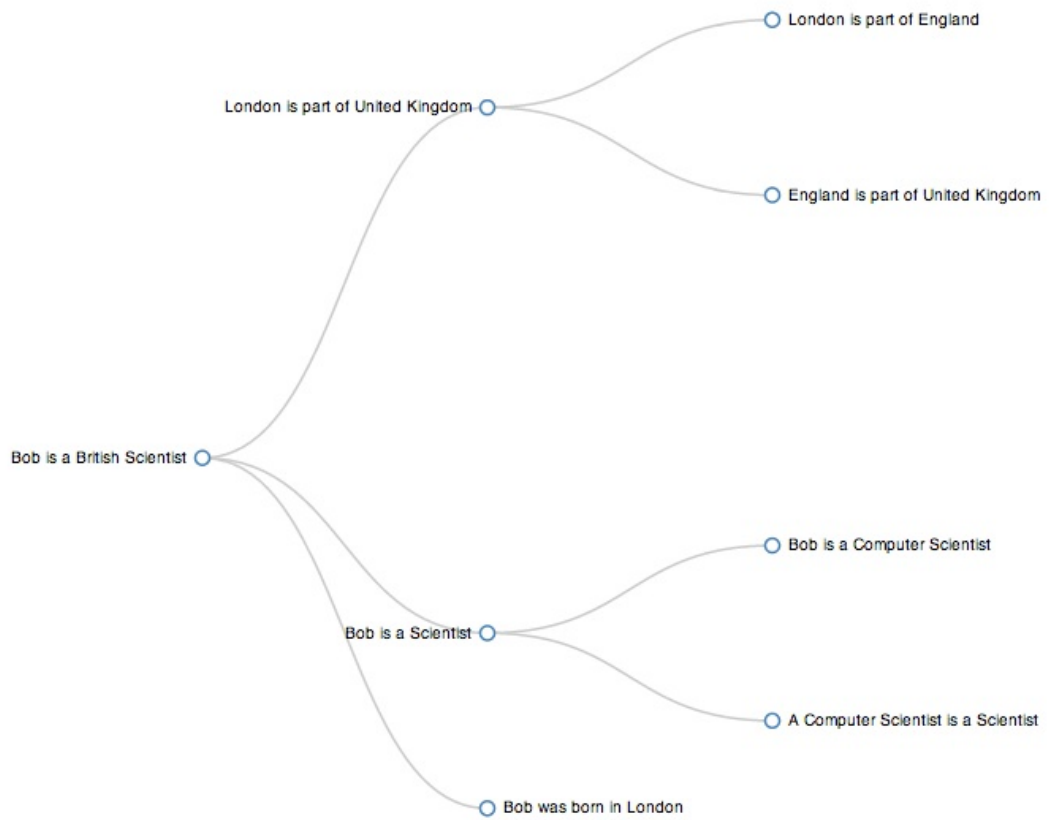 London is part of England
London is part of United Kingdom
England is part of United Kingdom
Bob is a British Scientist
Bob is a Computer Scientist
Bob is a Scientist
A Computer Scientist is a Scientist
Bob was born in London